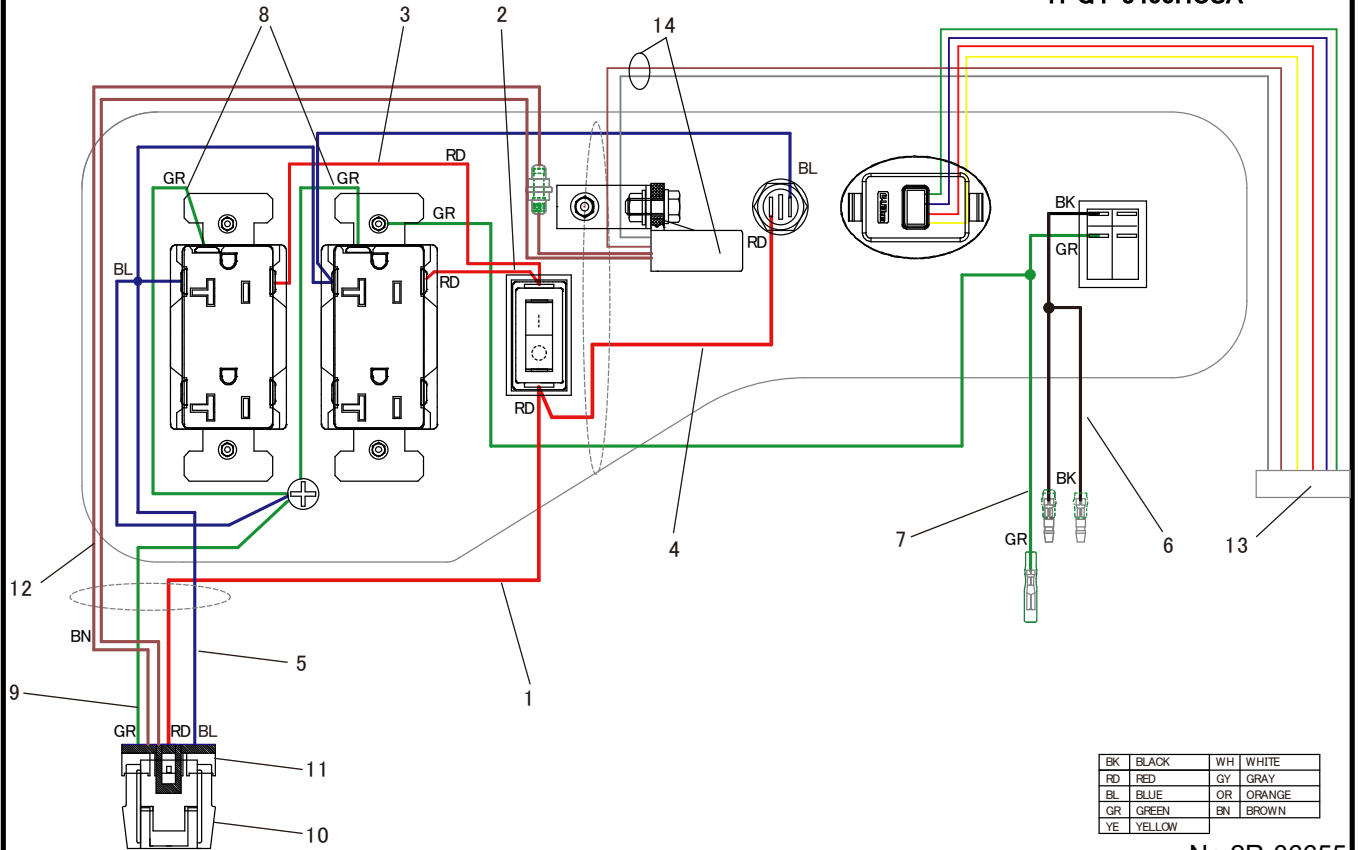 8
3
2
14
RD
GR
GR
GR
BL
RD
BL
RD
RD
BK
GR
4
BK
7
GR
6
13
12
BN
5
1
9
GR
RD
BL
11
10
BK BLACK WH WHITE
RD RED GY GRAY
BL BLUE OR ORANGE
GR GREEN BN BROWN
YE YELLOW